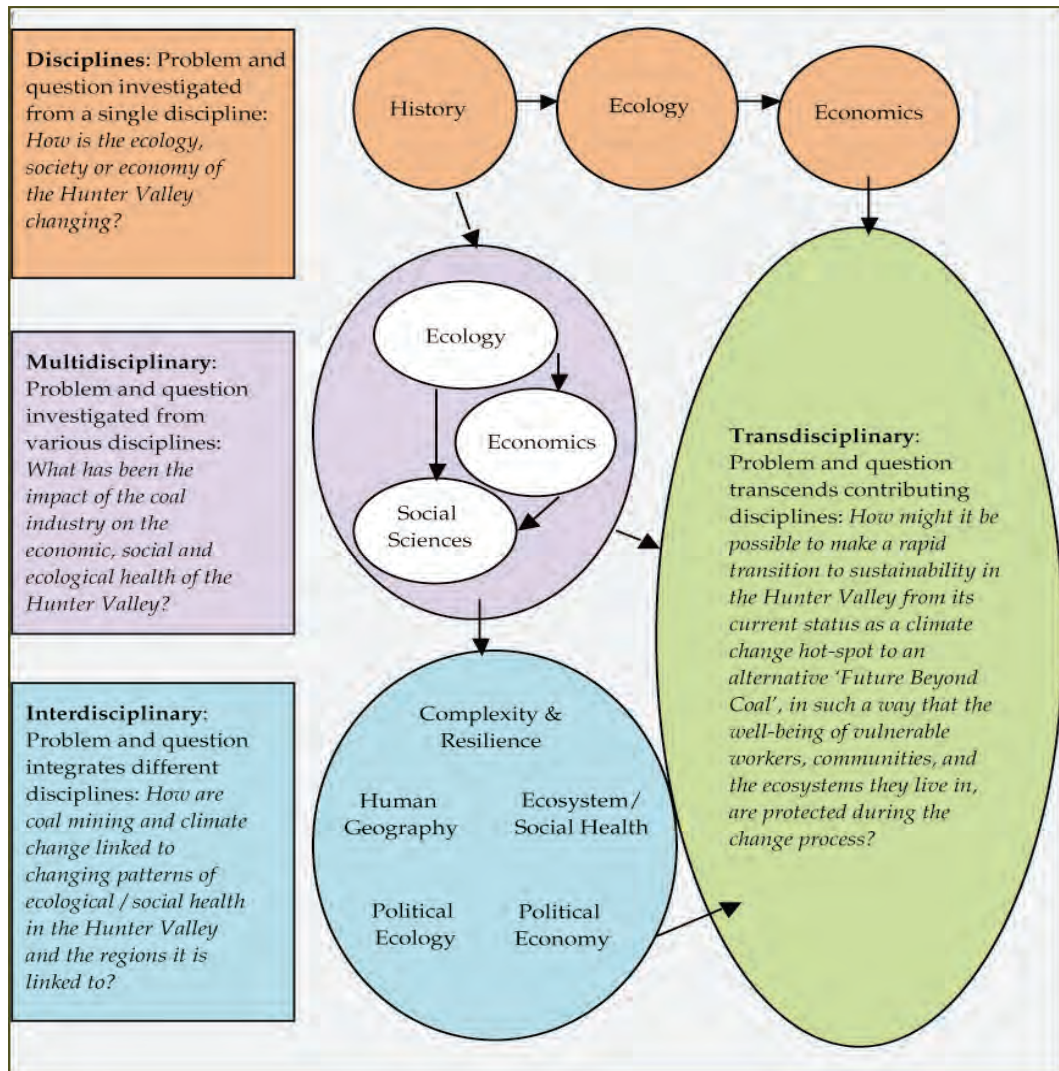 Disciplines: Problem and
question investigated
from a single discipline:
How is the ecology,
society or economy of
the Hunter Valley
changing?
History
Ecology
Economics
Multidisciplinary:
Problem and question
investigated from
various disciplines:
What has been the
impact of the coal
industry on the
economic, social and
ecological health of the
Hunter Valley?
Ecology
Economics
Social
Sciences
Interdisciplinary:
Problem and question
integrates different
disciplines: How are
coal mining and climate
change linked to
changing patterns of
ecological / social health
in the Hunter Valley
and the regions it is
linked to?
Complexity &
Resilience
Human
Geography
Ecosystem/
Social Health
Political
Ecology
Political
Economy
Transdisciplinary:
Problem and question
transcends contributing
disciplines: How might it be
possible to make a rapid
transition to sustainability in
the Hunter Valley from its
current status as a climate
change hot-spot to an
alternative ‘Future Beyond
Coal’, in such a way that the
well-being of vulnerable
workers, communities, and
the ecosystems they live in,
are protected during the
change process?